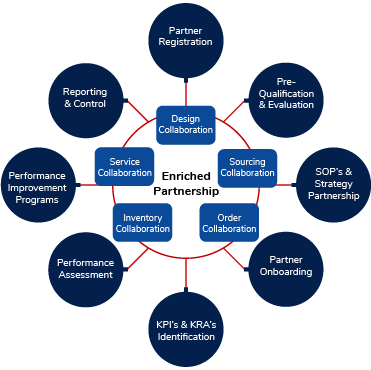 Partner
Registration
Reporting
& Control
Pre-
Qualification
& Evaluation
Design
Collaboration
Service
Collaboration
Sourcing
Collaboration
Enriched
Partnership
Performance
Improvement
Programs
SOP's &
Strategy
Partnership
Inventory
Collaboration
Order
Collaboration
Performance
Assessment
Partner
Onboarding
KPI's & KRA's
Identification